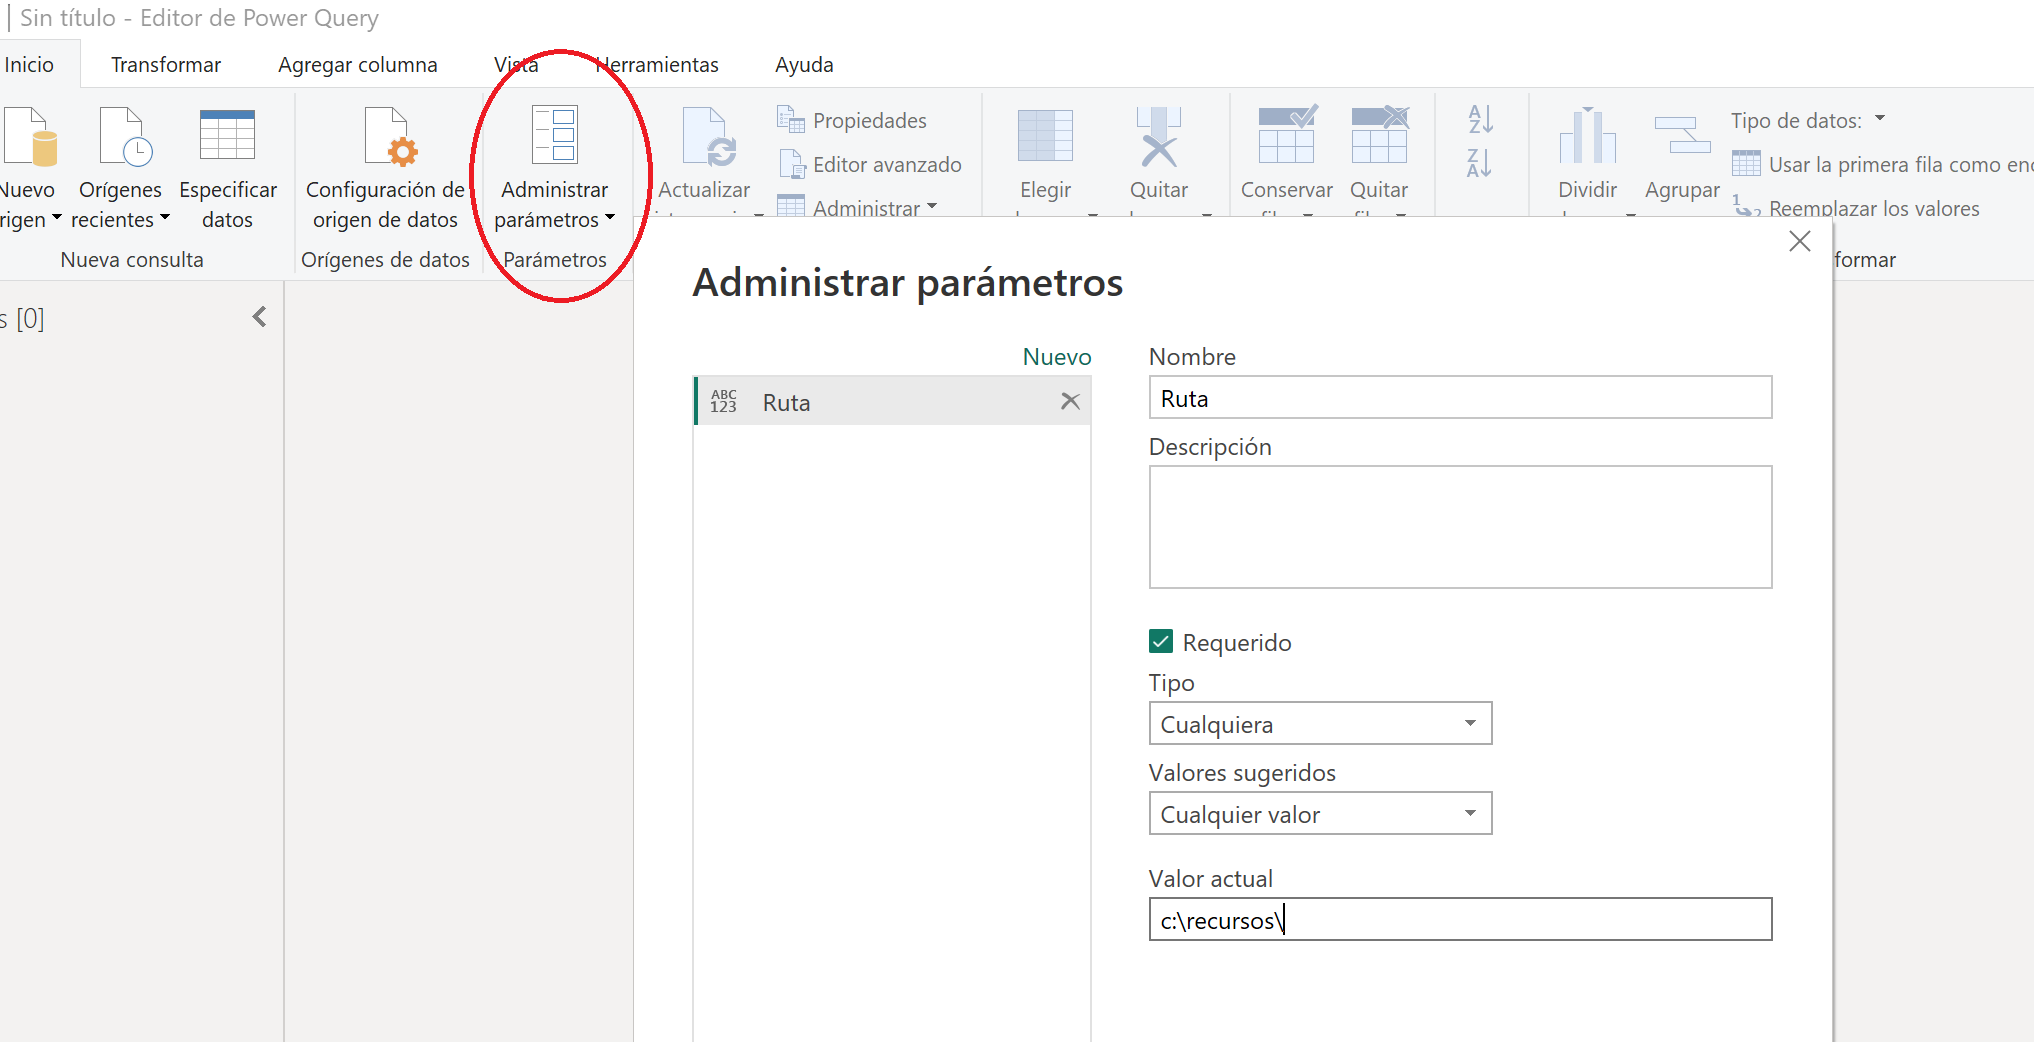 Sin título - Editor de Power Query
Inicio Transformar Agregar columna Vista Herramientas Ayuda
Nuevo
rigen
Orígenes
recientes
Especificar
datos
Nueva consulta
Configuración de
origen de datos
Orígenes de datos
Administrar
parámetros
Parámetros
Actualizar
Propiedades
Editor avanzado
Administrar
Elegir
Quitar
Conservar
Quitar
A
Z
Z
A
Dividir
Agrupar
Tipo de datos:
Usar la primera fila como enc
1
2
Reemplazar los valores
formar
s [0]
Administrar parámetros
Nuevo
ABC
123
Ruta
Nombre
Ruta
Descripción
Requerido
Tipo
Cualquiera
Valores sugeridos
Cualquier valor
Valor actual
c:\recursos\